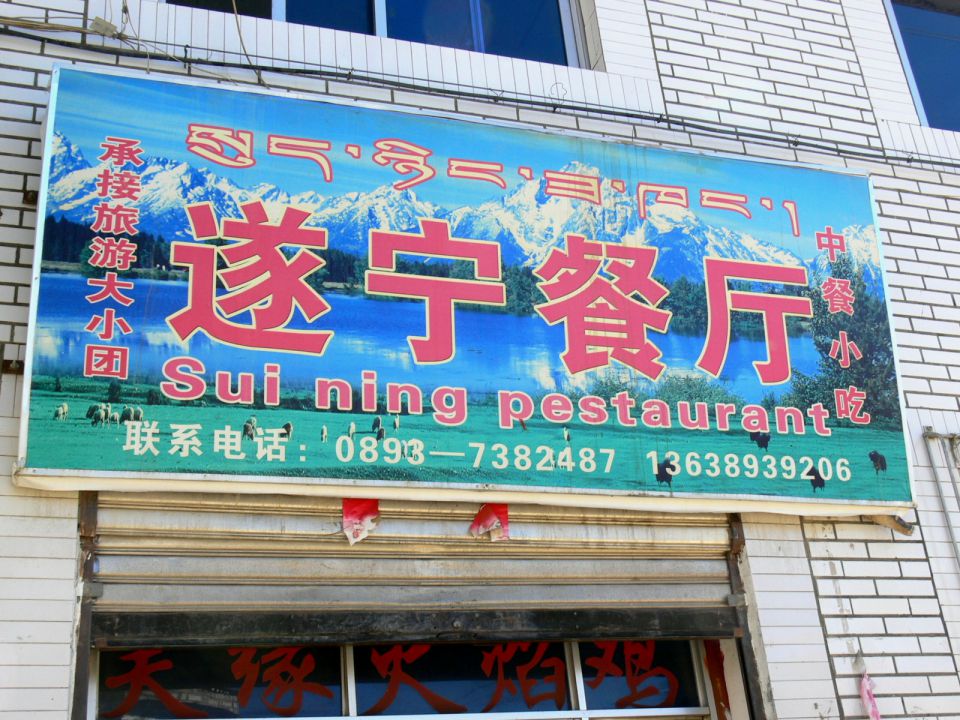 སུད་ཉིང་ཟ་ཁང་།
承接旅游大小团
遂宁餐厅
中餐小吃
Sui ning pestaurant
联系电话：0893—7382487 13638939206
天缘火焰鸡